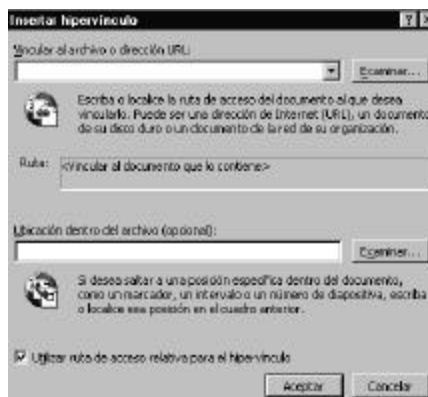 Insertar hipervínculo
Vincular al archivo o dirección URL:
Examinar...
Escriba o localice la ruta de acceso del documento al que desea
vincularlo. Puede ser una dirección de Internet (URL), un documento
de su disco duro o un documento de la red de su organización.
Ruta: <Vincular al documento que lo contiene>
Ubicación dentro del archivo (opcional):
Examinar...
Si desea saltar a una posición específica dentro del documento,
como un marcador, un intervalo o un número de diapositiva, escriba
o localice esa posición en el cuadro anterior.
Utilizar ruta de acceso relativa para el hipervínculo
Aceptar Cancelar